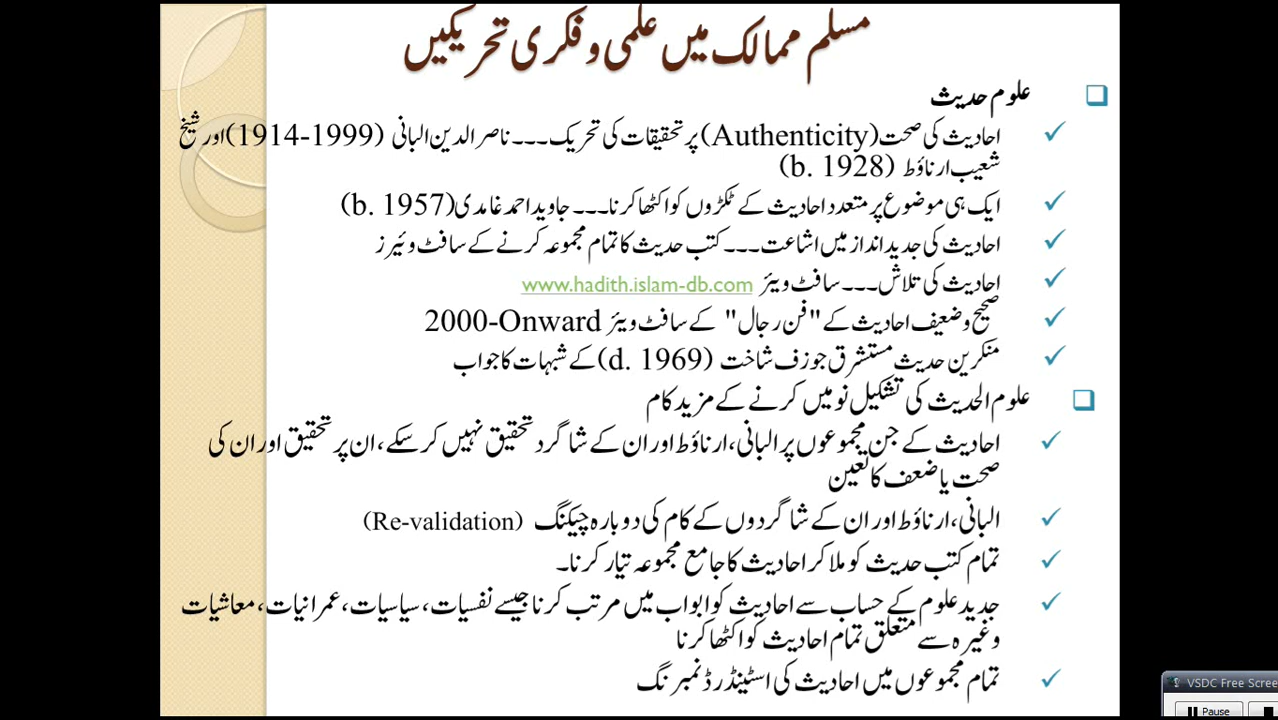 مسلم ممالک میں علمی و فکری تحریکیں
علوم حدیث
احادیث کی صحت(Authenticity) پر تحقیقات کی تحریک۔۔۔ ناصر الدین البانی (1914-1999)اور شیخ
شعیب ارناؤط (b. 1928)
ایک ہی موضوع پر متعدد احادیث کے ٹکڑوں کو اکٹھا کرنا۔۔۔ جاوید احمد غامدی(b. 1957)
احادیث کی جدید انداز میں اشاعت۔۔۔ کتب حدیث کا تمام مجموعہ کرنے کے سافٹ وئیرز
احادیث کی تلاش۔۔۔ سافٹ ویئر www.hadith.islam-db.com
صحیح و ضعیف احادیث کے "فن رجال" کے سافٹ ویئر 2000-Onward
منکرین حدیث مستشرق جوزف شاخت (d. 1969)کے شبہات کا جواب
علوم الحدیث کی تشکیل نو میں کرنے کے مزید کام
احادیث کے جن مجموعوں پر البانی، ارناؤط اور ان کے شاگرد تحقیق نہیں کر سکے، ان پر تحقیق اور ان کی
صحت یا ضعف کا تعین
البانی، ارناؤط اور ان کے شاگردوں کے کام کی دوبارہ چیکنگ (Re-validation)
تمام کتب حدیث کو ملا کر احادیث کا جامع مجموعہ تیار کرنا۔
جدید علوم کے حساب سے احادیث کو ابواب میں مرتب کرنا جیسے نفسیات، سیاسیات، عمرانیات، معاشیات
وغیرہ سے متعلق تمام احادیث کو اکٹھا کرنا
تمام مجموعوں میں احادیث کی اسٹینڈرڈ نمبرنگ
VSDC Free Scree
Pause